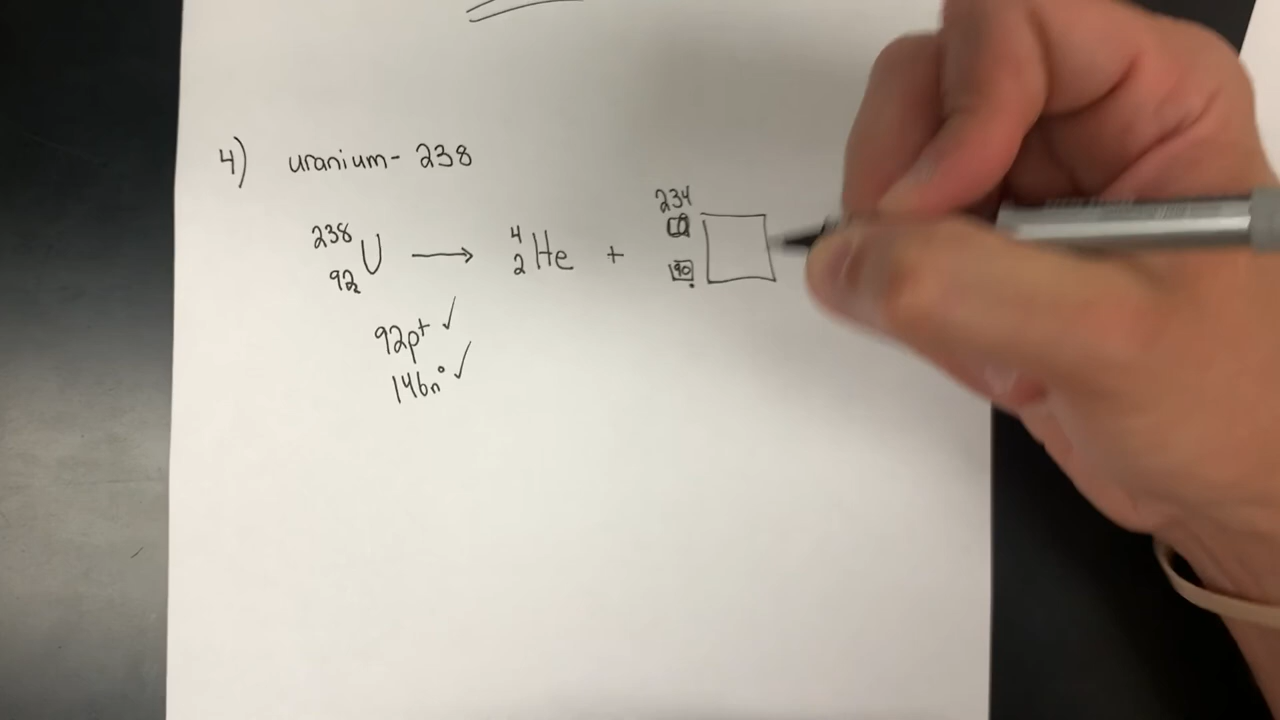 4) uranium- 238
238 92 U → 4 2 He + 234 90
92p+ ✓
146n° ✓